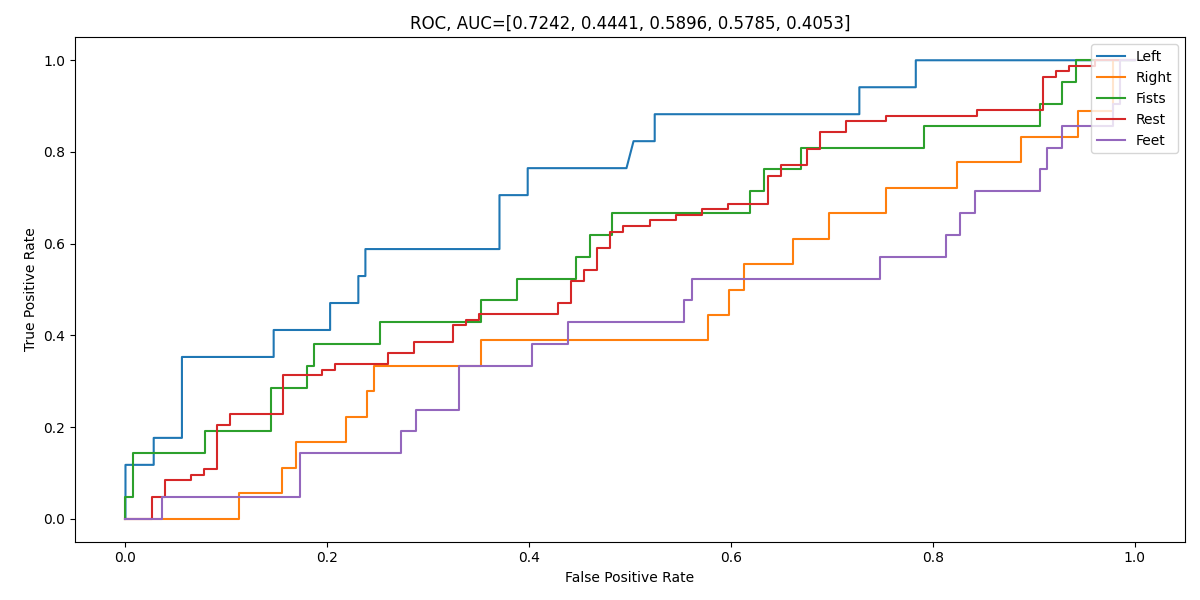 ROC, AUC=[0.7242, 0.4441, 0.5896, 0.5785, 0.4053]
1.0
0.8
0.6
0.4
0.2
0.0
True Positive Rate
Left
Right
Fists
Rest
Feet
0.0 0.2 0.4 0.6 0.8 1.0
False Positive Rate